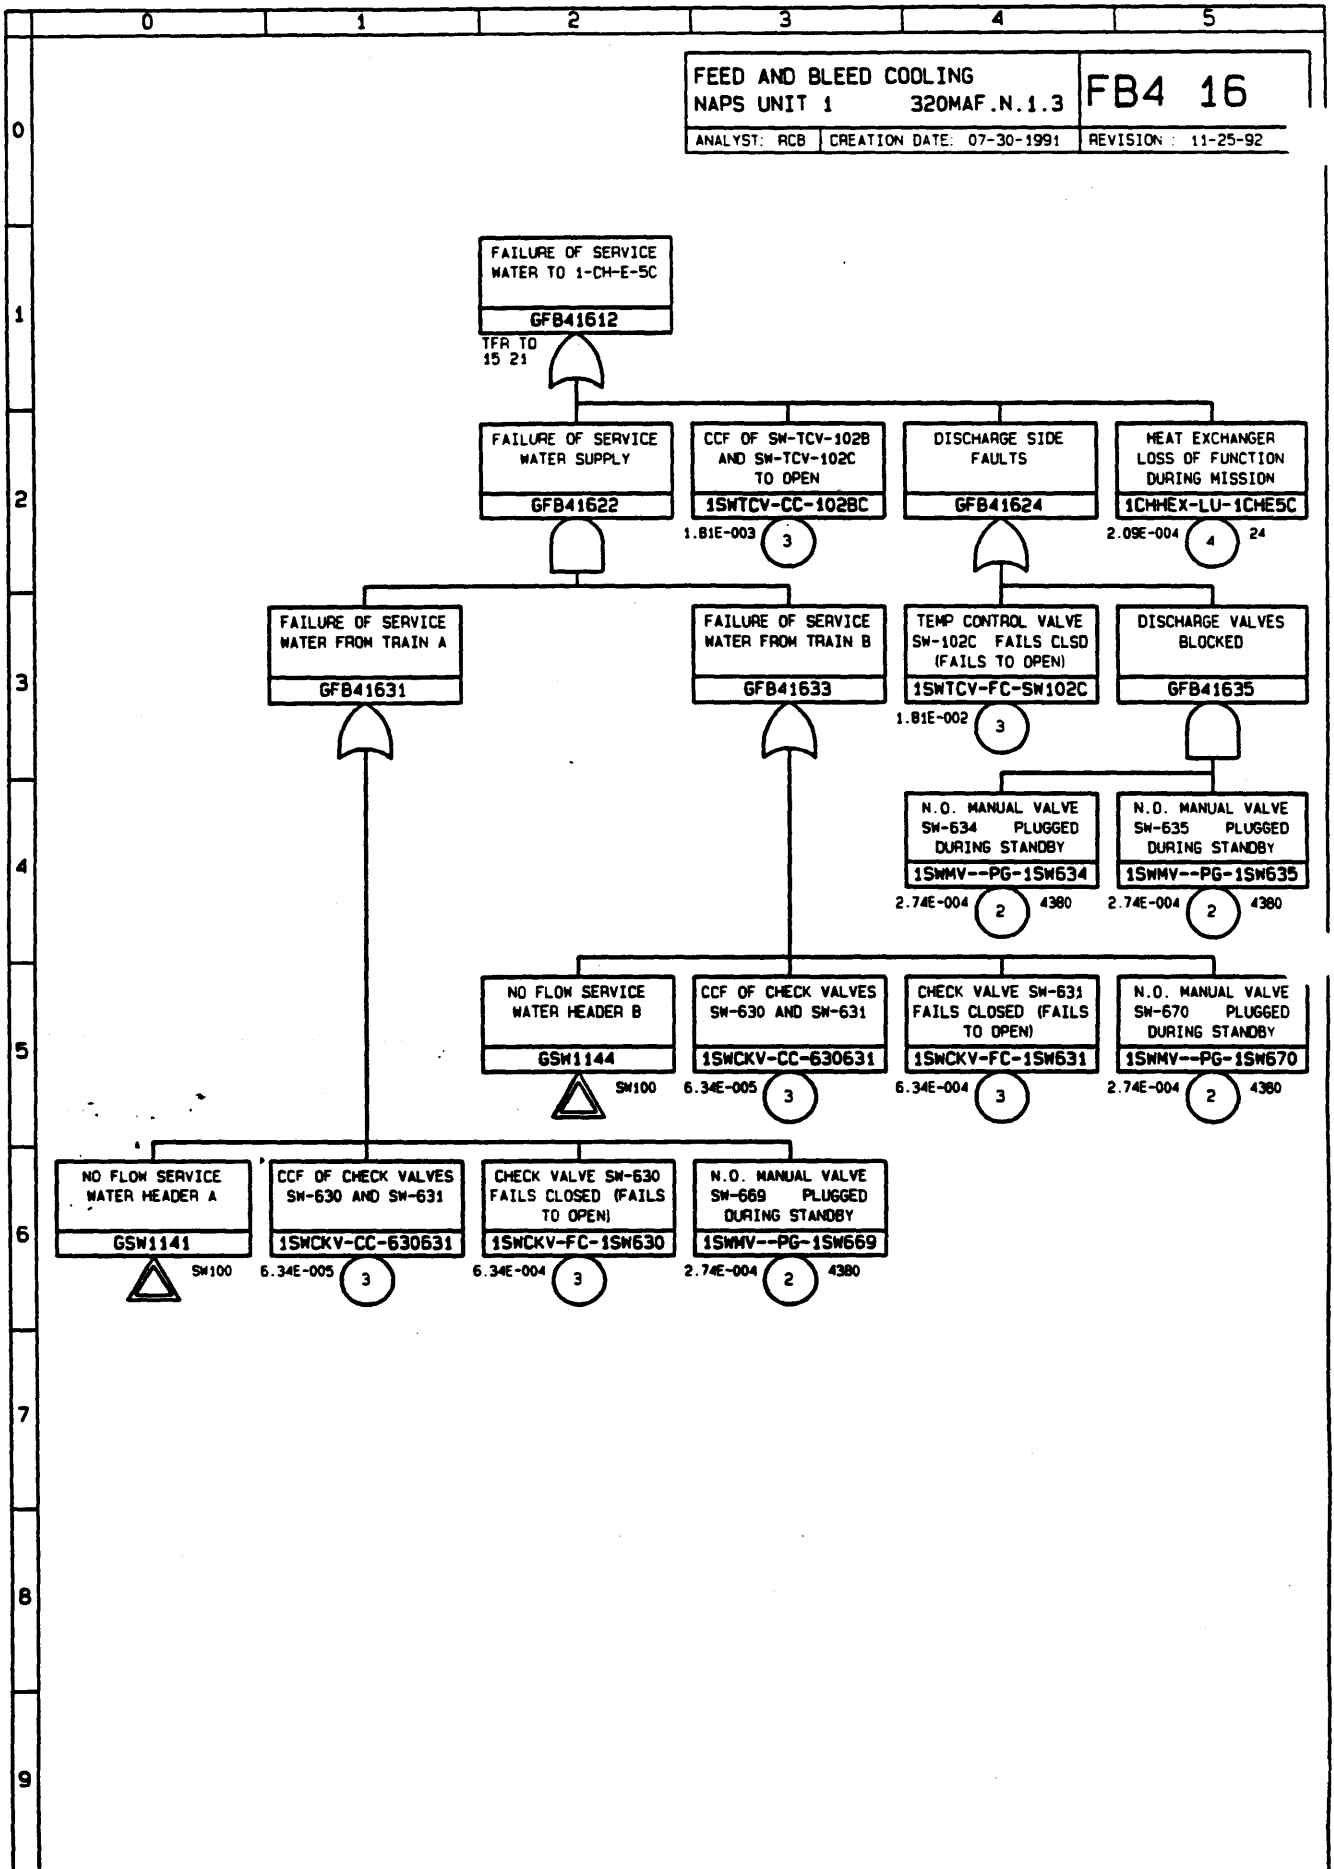 0 1 2 3 4 5
FEED AND BLEED COOLING
NAPS UNIT 1 320MAF.N.1.3
FB4 16
ANALYST: RCB CREATION DATE: 07-30-1991 REVISION : 11-25-92
0
FAILURE OF SERVICE
WATER TO 1-CH-E-5C
GFB41612
TFR TO
15 21
1
FAILURE OF SERVICE
WATER SUPPLY
GFB41622
CCF OF SW-TCV-102B
AND SW-TCV-102C
TO OPEN
1SWTCV-CC-102BC
1.81E-003 3
DISCHARGE SIDE
FAULTS
GFB41624
HEAT EXCHANGER
LOSS OF FUNCTION
DURING MISSION
1CHHEX-LU-1CHE5C
2.09E-004 4 24
2
FAILURE OF SERVICE
WATER FROM TRAIN A
GFB41631
FAILURE OF SERVICE
WATER FROM TRAIN B
GFB41633
TEMP CONTROL VALVE
SW-102C FAILS CLSD
(FAILS TO OPEN)
1SWTCV-FC-SW102C
1.81E-002 3
DISCHARGE VALVES
BLOCKED
GFB41635
3
N.O. MANUAL VALVE
SW-634 PLUGGED
DURING STANDBY
1SWMV--PG-1SW634
2.74E-004 2 4380
N.O. MANUAL VALVE
SW-635 PLUGGED
DURING STANDBY
1SWMV--PG-1SW635
2.74E-004 2 4380
4
NO FLOW SERVICE
WATER HEADER B
GSW1144
SW100
CCF OF CHECK VALVES
SW-630 AND SW-631
1SWCKV-CC-630631
6.34E-005 3
CHECK VALVE SW-631
FAILS CLOSED (FAILS
TO OPEN)
1SWCKV-FC-1SW631
6.34E-004 3
N.O. MANUAL VALVE
SW-670 PLUGGED
DURING STANDBY
1SWMV--PG-1SW670
2.74E-004 2 4380
5
NO FLOW SERVICE
WATER HEADER A
GSW1141
SW100
CCF OF CHECK VALVES
SW-630 AND SW-631
1SWCKV-CC-630631
6.34E-005 3
CHECK VALVE SW-630
FAILS CLOSED (FAILS
TO OPEN)
1SWCKV-FC-1SW630
6.34E-004 3
N.O. MANUAL VALVE
SW-669 PLUGGED
DURING STANDBY
1SWMV--PG-1SW669
2.74E-004 2 4380
6
7
8
9